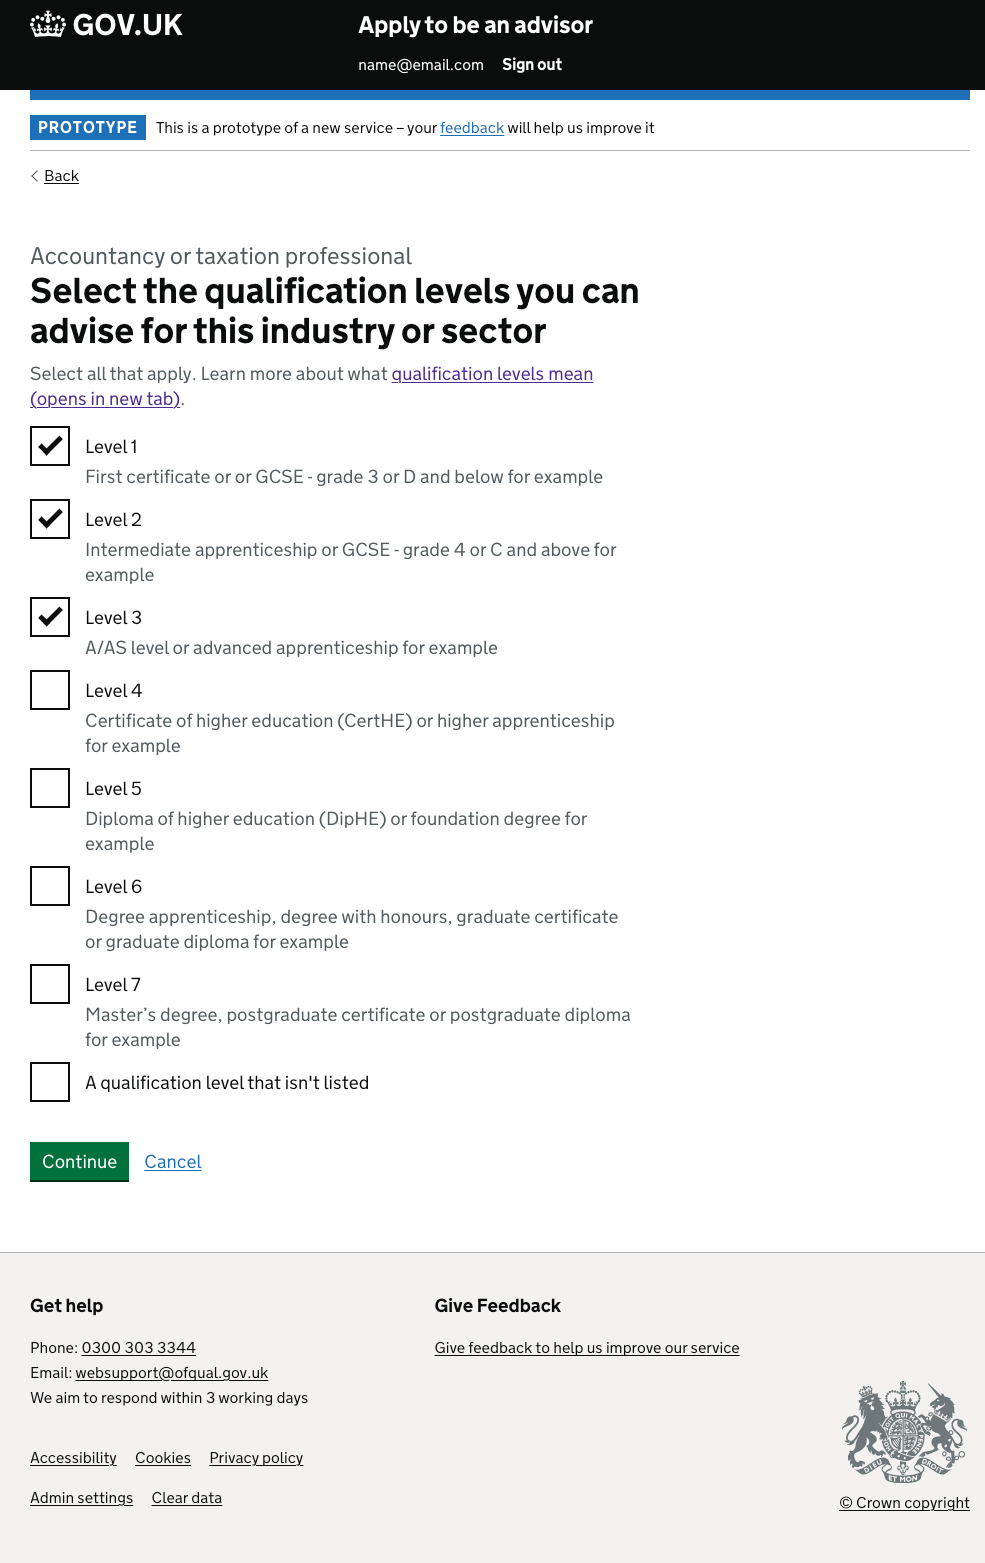 GOV.UK
Apply to be an advisor
name@email.com Sign out
PROTOTYPE This is a prototype of a new service – your feedback will help us improve it
Back
Accountancy or taxation professional
Select the qualification levels you can
advise for this industry or sector
Select all that apply. Learn more about what qualification levels mean
(opens in new tab).
Level 1
First certificate or or GCSE - grade 3 or D and below for example
Level 2
Intermediate apprenticeship or GCSE - grade 4 or C and above for
example
Level 3
A/AS level or advanced apprenticeship for example
Level 4
Certificate of higher education (CertHE) or higher apprenticeship
for example
Level 5
Diploma of higher education (DipHE) or foundation degree for
example
Level 6
Degree apprenticeship, degree with honours, graduate certificate
or graduate diploma for example
Level 7
Master’s degree, postgraduate certificate or postgraduate diploma
for example
A qualification level that isn't listed
Continue Cancel
Get help
Phone: 0300 303 3344
Email: websupport@ofqual.gov.uk
We aim to respond within 3 working days
Give Feedback
Give feedback to help us improve our service
Accessibility Cookies Privacy policy
Admin settings Clear data
DIEU ET MON DROIT
© Crown copyright